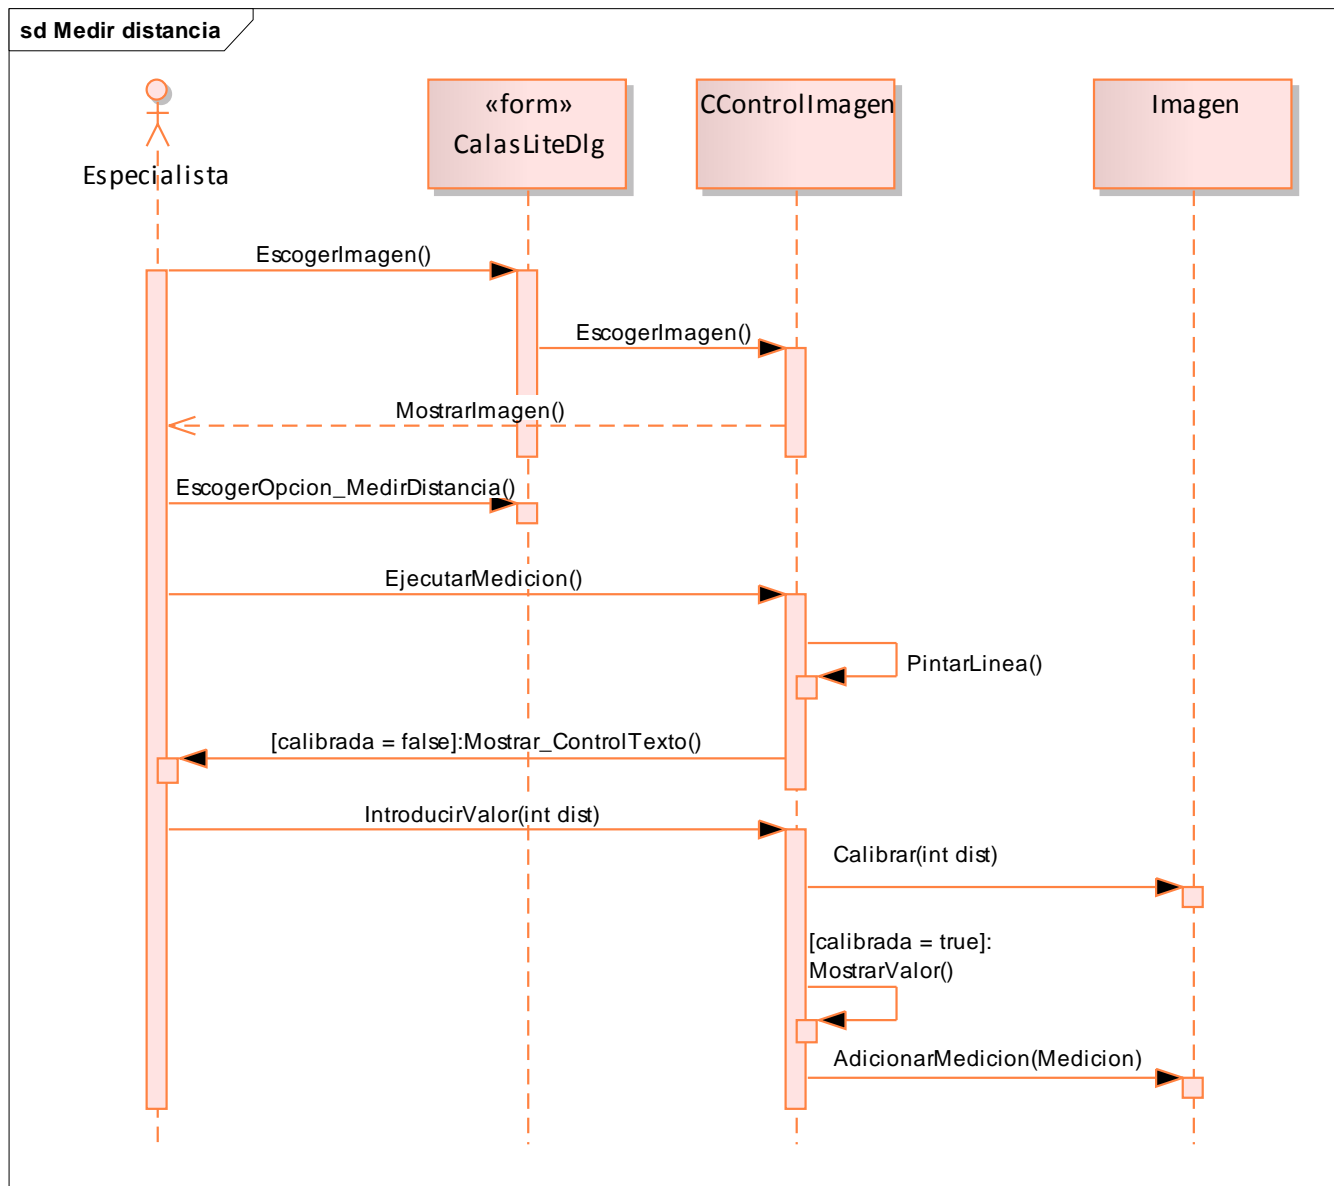 sd Medir distancia
Especialista
«form»
CalasLiteDlg
CControlImagen
Imagen
EscogerImagen()
EscogerImagen()
MostrarImagen()
EscogerOpcion_MedirDistancia()
EjecutarMedicion()
PintarLinea()
[calibrada = false]:Mostrar_ControlTexto()
IntroducirValor(int dist)
Calibrar(int dist)
[calibrada = true]:
MostrarValor()
AdicionarMedicion(Medicion)